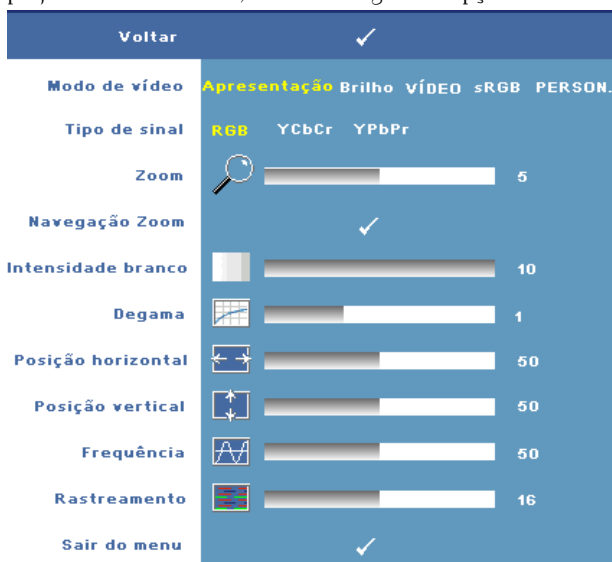 Voltar
Modo de vídeo Apresentação Brilho VÍDEO sRGB PERSON.
Tipo de sinal RGB YCbCr YPbPr
Zoom 5
Navegação Zoom
Intensidade branco 10
Degama 1
Posição horizontal 50
Posição vertical 50
Frequência 50
Rastreamento 16
Sair do menu